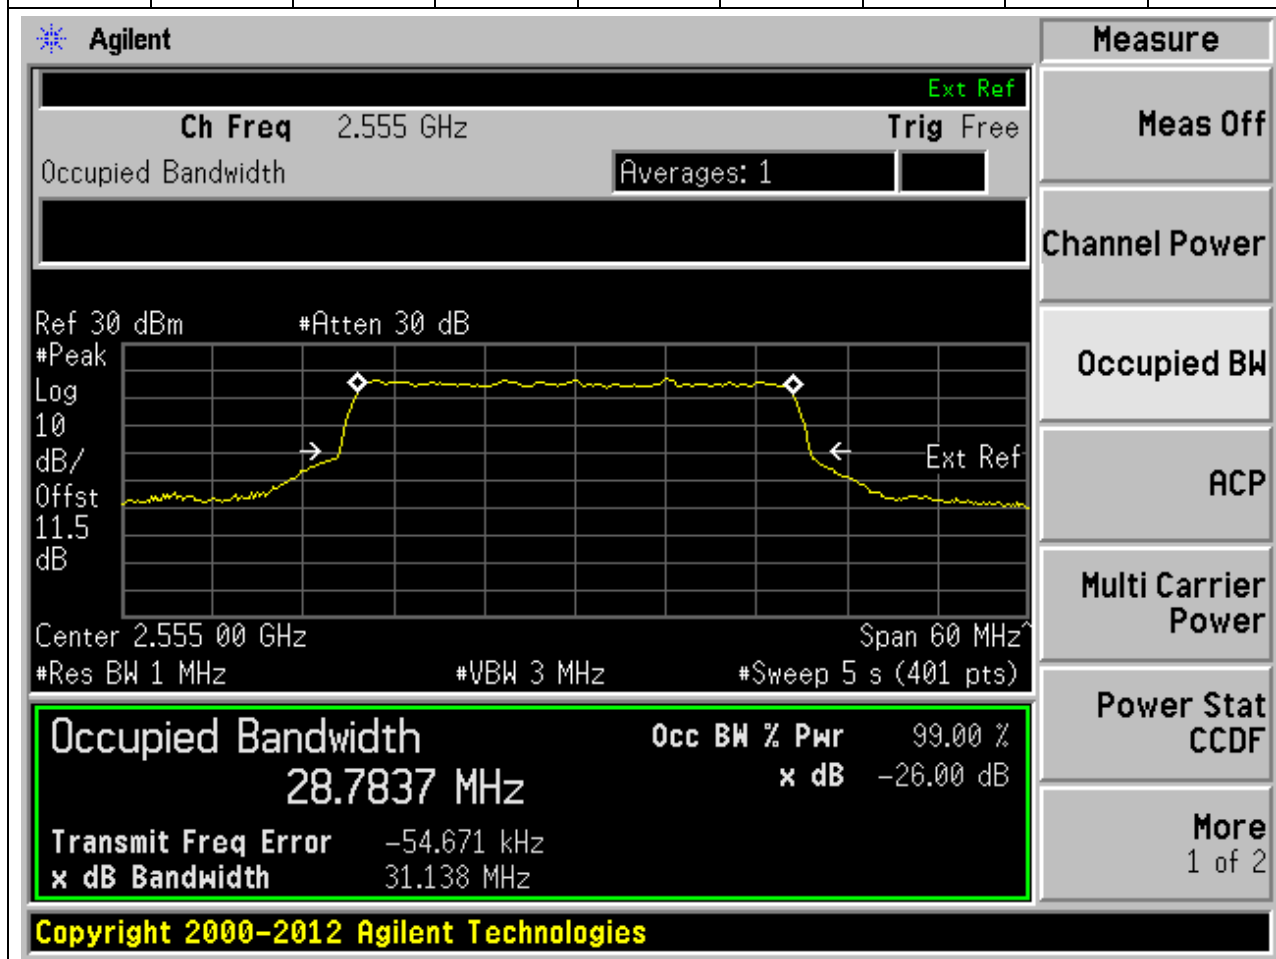 Agilent
Measure
Ext Ref
Ch Freq 2.555 GHz Trig Free
Occupied Bandwidth Averages: 1
Ref 30 dBm #Atten 30 dB
#Peak
Log
10
dB/
Offst
11.5
dB
Ext Ref
Center 2.555 00 GHz Span 60 MHz^
#Res BW 1 MHz #VBW 3 MHz #Sweep 5 s (401 pts)
Occupied Bandwidth
28.7837 MHz
Occ BW % Pwr 99.00 %
x dB -26.00 dB
Transmit Freq Error -54.671 kHz
x dB Bandwidth 31.138 MHz
Copyright 2000-2012 Agilent Technologies
Meas Off
Channel Power
Occupied BW
ACP
Multi Carrier
Power
Power Stat
CCDF
More
1 of 2